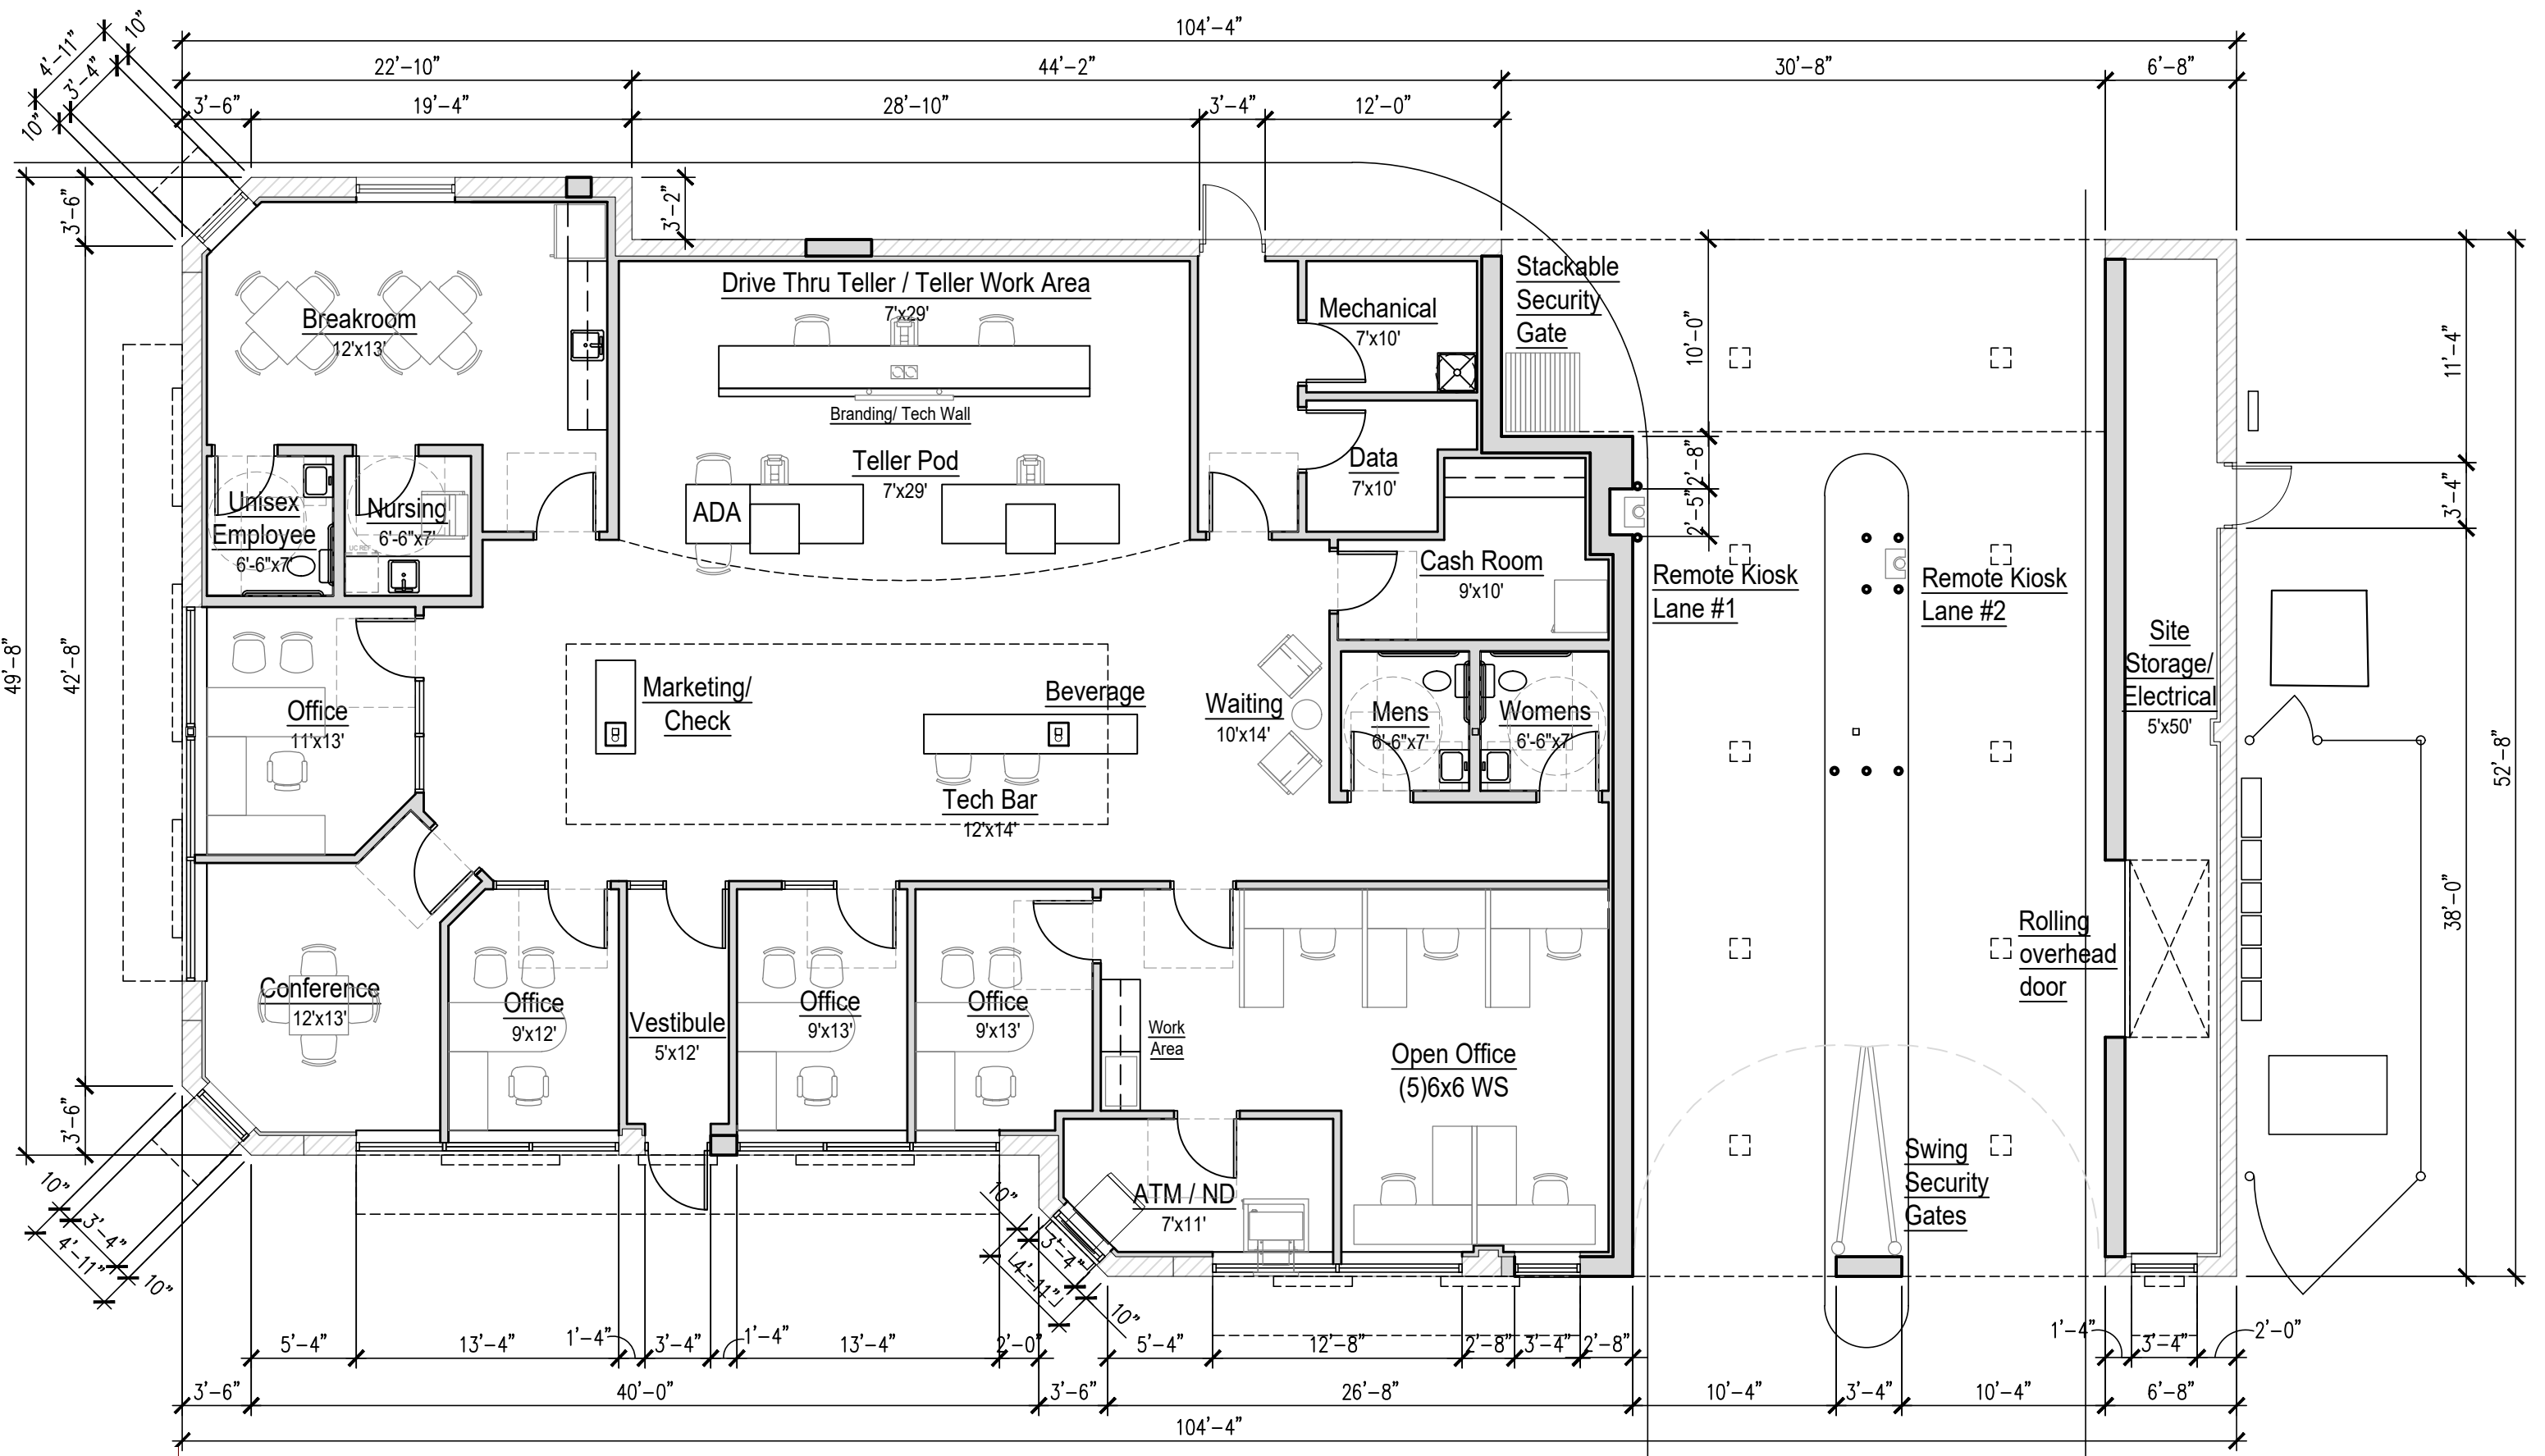 104'-4"
22'-10"
44'-2"
30'-8"
6'-8"
3'-6"
19'-4"
28'-10"
3'-4"
12'-0"
4'-11"
10"
3'-4"
10"
49'-8"
3'-6"
42'-8"
3'-6"
3'-2"
Breakroom
12'x13'
Drive Thru Teller / Teller Work Area
7'x29'
Branding/ Tech Wall
Teller Pod
7'x29'
ADA
Mechanical
7'x10'
Data
7'x10'
Stackable
Security
Gate
10'-0"
2'-8"
2'-5"
11'-4"
3'-4"
38'-0"
52'-8"
Unisex
Employee
6'-6"x7'
Nursing
6'-6"x7'
UC REF
Cash Room
9'x10'
Remote Kiosk
Lane #1
Remote Kiosk
Lane #2
Site
Storage/
Electrical
5'x50'
Office
11'x13'
Marketing/
Check
Beverage
Tech Bar
12'x14'
Waiting
10'x14'
Mens
6'-6"x7'
Womens
6'-6"x7'
Conference
12'x13'
Office
9'x12'
Vestibule
5'x12'
Office
9'x13'
Office
9'x13'
Work
Area
Open Office
(5)6x6 WS
Rolling
overhead
door
ATM / ND
7'x11'
Swing
Security
Gates
10"
3'-4"
4'-11"
10"
10"
3'-4"
4'-11"
10"
5'-4"
13'-4"
1'-4"
3'-4"
1'-4"
13'-4"
2'-0"
5'-4"
12'-8"
2'-8"
3'-4"
2'-8"
1'-4"
3'-4"
2'-0"
3'-6"
40'-0"
3'-6"
26'-8"
10'-4"
3'-4"
10'-4"
6'-8"
104'-4"